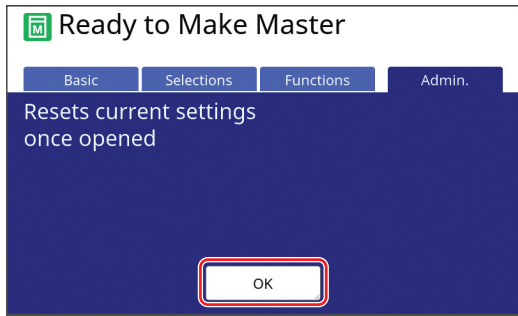 M Ready to Make Master
Basic Selections Functions Admin.
Resets current settings
once opened
OK